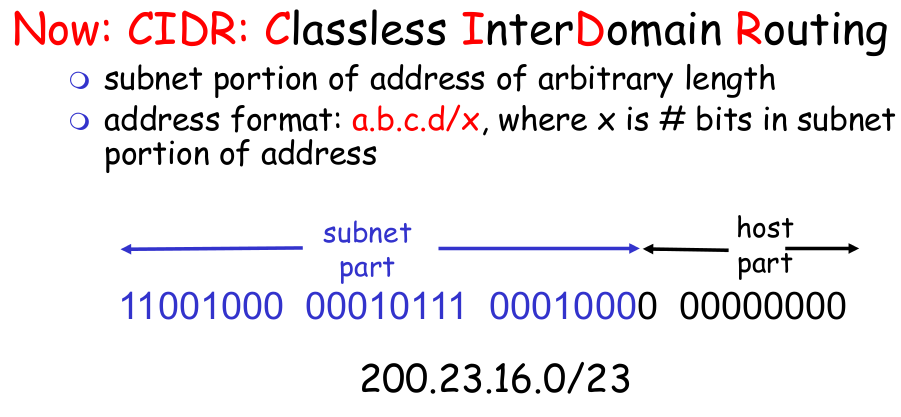 Now: CIDR: Classless InterDomain Routing
subnet portion of address of arbitrary length
address format: a.b.c.d/x, where x is # bits in subnet
portion of address
subnet
part
host
part
11001000 00010111 00010000 00000000
200.23.16.0/23